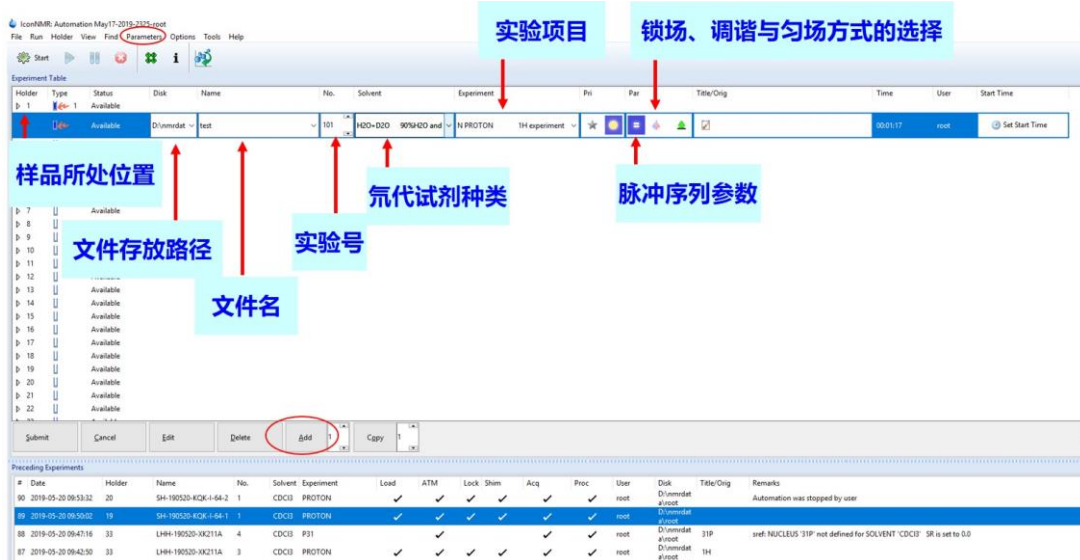 IconNMR: Automation May17-2019-2325-root
File Run Holder View Find Parameters Options Tools Help
实验项目
锁场、调谐与匀场方式的选择
Start
Experiment Table
Holder Type Status Disk Name No. Solvent Experiment Pri Par Title/Orig Time User Start Time
1 1 Available
Available D:\nmrdat test 101 H2O+D2O 90%H2O and N PROTON 1H experiment 00:01:17 root Set Start Time
样品所处位置
氘代试剂种类
脉冲序列参数
7 Available
8
文件存放路径
实验号
9
10
11
12
文件名
13 Available
14 Available
15 Available
16 Available
17 Available
18 Available
19 Available
20 Available
21 Available
22 Available
Submit Cancel Edit Delete Add 1 Copy 1
Preceding Experiments
# Date Holder Name No. Solvent Experiment Load ATM Lock Shim Acq Proc User Disk Title/Orig Remarks
90 2019-05-20 09:53:32 20 SH-190520-KQK-I-64-2 1 CDCl3 PROTON root D:\nmrdat a\root Automation was stopped by user
89 2019-05-20 09:50:02 19 SH-190520-KQK-I-64-1 1 CDCl3 PROTON root D:\nmrdat a\root
88 2019-05-20 09:47:16 33 LHH-190520-XK211A 4 CDCl3 P31 root D:\nmrdat a\root 31P sref: NUCLEUS '31P' not defined for SOLVENT 'CDCl3' SR is set to 0.0
87 2019-05-20 09:42:50 33 LHH-190520-XK211A 3 CDCl3 PROTON root D:\nmrdat a\root 1H